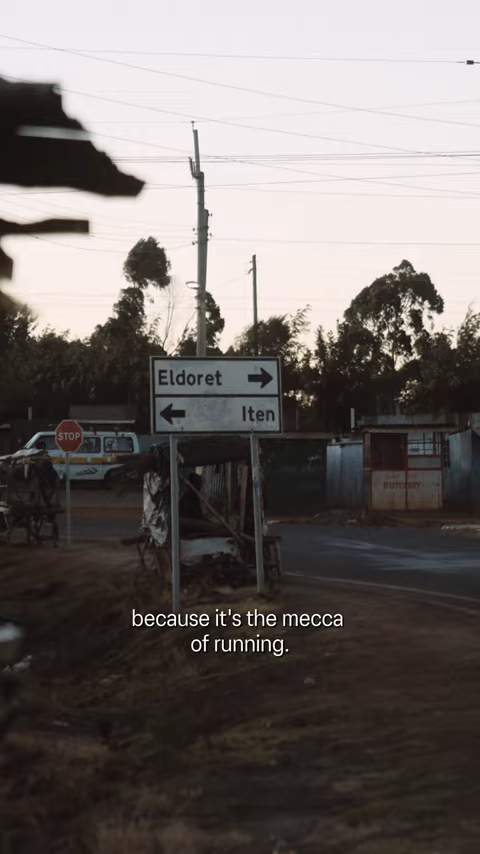 Eldoret
Iten
STOP
because it's the mecca
of running.